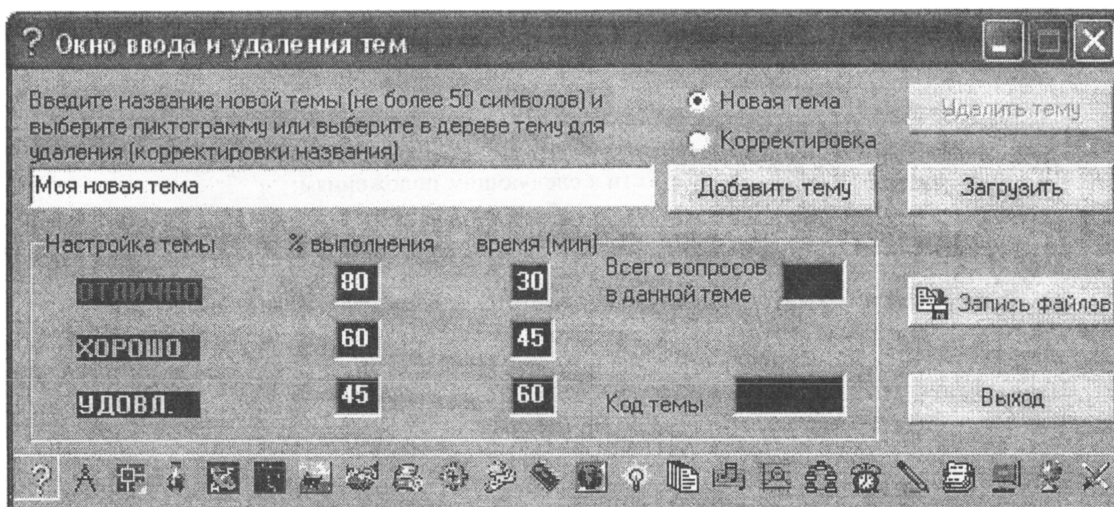 ? Окно ввода и удаления тем
Введите название новой темы (не более 50 символов) и
выберите пиктограмму или выберите в дереве тему для
удаления (корректировки названия)
Новая тема
Корректировка
Удалить тему
Моя новая тема
Добавить тему
Загрузить
Настройка темы % выполнения время (мин)
ОТЛИЧНО 80 30
Всего вопросов
в данной теме
ХОРОШО 60 45
Запись файлов
УДОВЛ. 45 60
Код темы
Выход